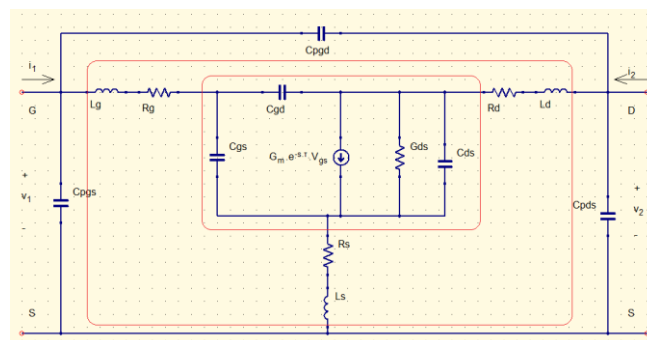 Cpgd
i1
i2
Lg
Rg
Cgd
Rd
Ld
G
D
Cgs
Gm.e-s.τ.Vgs
Gds
Cds
+
v1
-
Cpgs
Cpds
+
v2
-
Rs
Ls
S
S